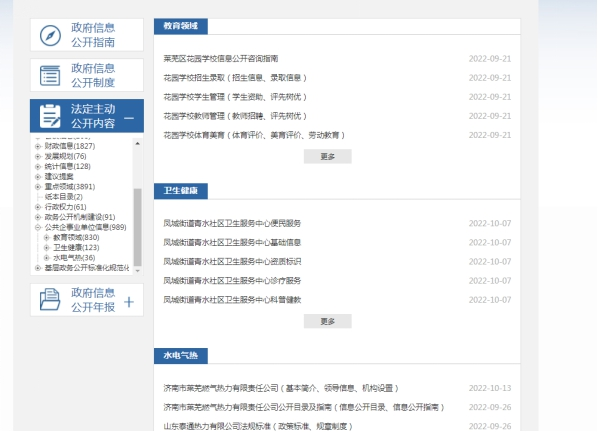 政府信息
公开指南
政府信息
公开制度
法定主动
公开内容
财政信息(1827)
发展规划(76)
统计信息(128)
建议提案
重点领域(3891)
纸本目录(2)
行政权力(61)
政务公开机制建设(91)
公共企事业单位信息(989)
教育领域(830)
卫生健康(123)
水电气热(36)
基层政务公开标准化规范化
政府信息
公开年报
教育领域
莱芜区花园学校信息公开咨询指南 2022-09-21
花园学校招生录取（招生信息、录取信息） 2022-09-21
花园学校学生管理（学生资助、评先树优） 2022-09-21
花园学校教师管理（教师招聘、评先树优） 2022-09-21
花园学校体育美育（体育评价、美育评价、劳动教育） 2022-09-21
更多
卫生健康
凤城街道青水社区卫生服务中心便民服务 2022-10-07
凤城街道青水社区卫生服务中心基础信息 2022-10-07
凤城街道青水社区卫生服务中心资质标识 2022-10-07
凤城街道青水社区卫生服务中心诊疗服务 2022-10-07
凤城街道青水社区卫生服务中心科普健教 2022-10-07
更多
水电气热
济南市莱芜燃气热力有限责任公司（基本简介、领导信息、机构设置） 2022-10-13
济南市莱芜燃气热力有限责任公司公开目录及指南（信息公开目录、信息公开指南） 2022-09-26
山东泰通热力有限公司法规标准（政策标准、规章制度） 2022-09-26